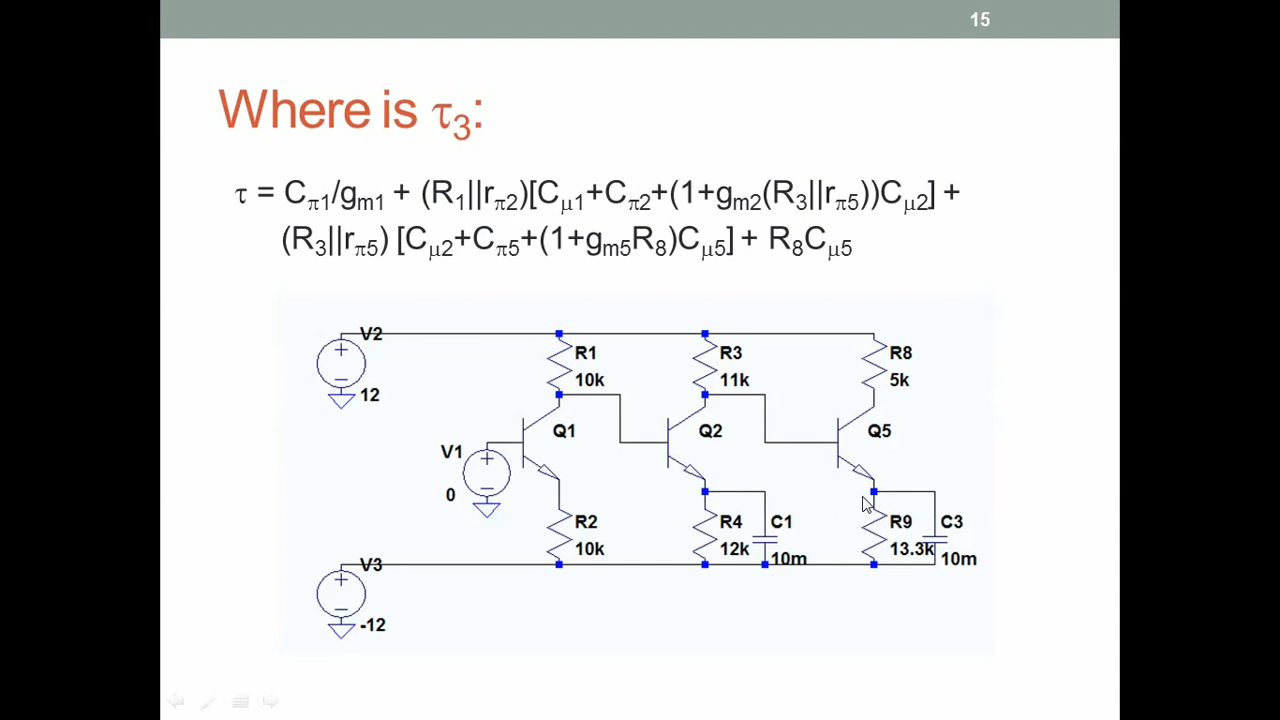 15
Where is τ₃:
τ = Cπ1/gm1 + (R1||rπ2)[Cμ1+Cπ2+(1+gm2(R3||rπ5))Cμ2] +
(R3||rπ5) [Cμ2+Cπ5+(1+gm5R8)Cμ5] + R8Cμ5
V2
R1 R3 R8
10k 11k 5k
12
Q1 Q2 Q5
V1
0
R2 R4 C1 R9 C3
10k 12k 10m 13.3k 10m
V3
-12